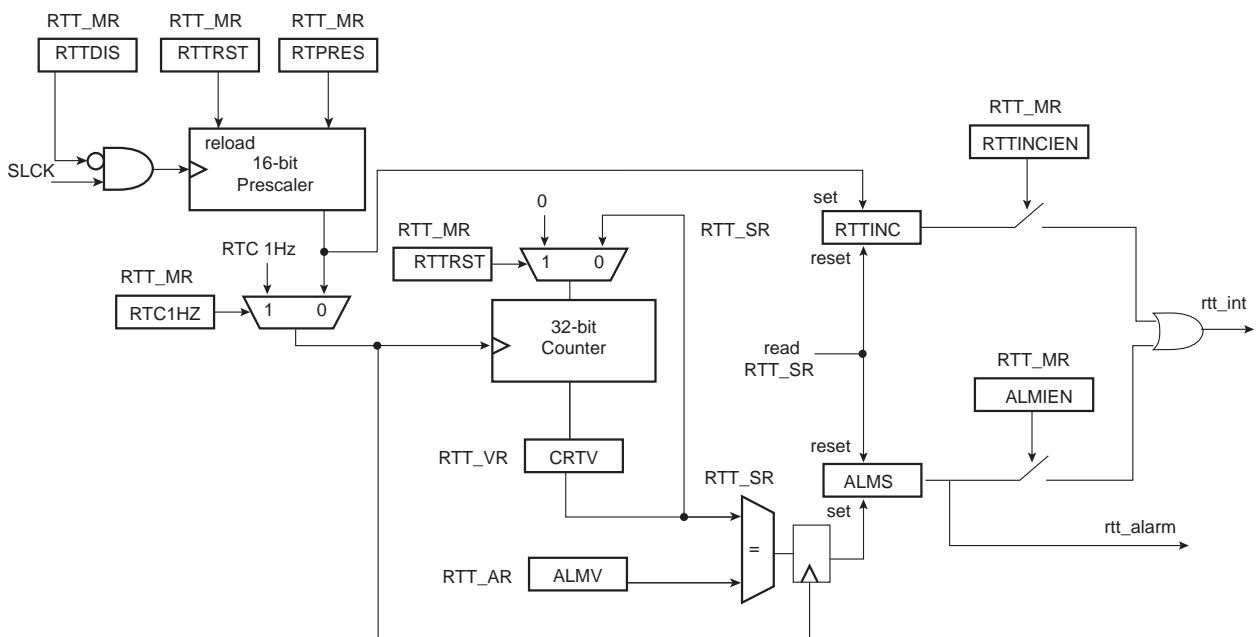 RTT_MR RTT_MR RTT_MR
RTTDIS RTTRST RTPRES
reload
16-bit
Prescaler
SLCK
RTT_MR
RTTINCIEN
set
RTTINC
reset
0
RTT_MR
RTTRST
1 0
RTT_SR
RTC 1Hz
RTT_MR
RTC1HZ
1 0
32-bit
Counter
rtt_int
read
RTT_SR
RTT_MR
ALMIEN
RTT_VR
CRTV
reset
ALMS
set
RTT_SR
=
rtt_alarm
RTT_AR
ALMV